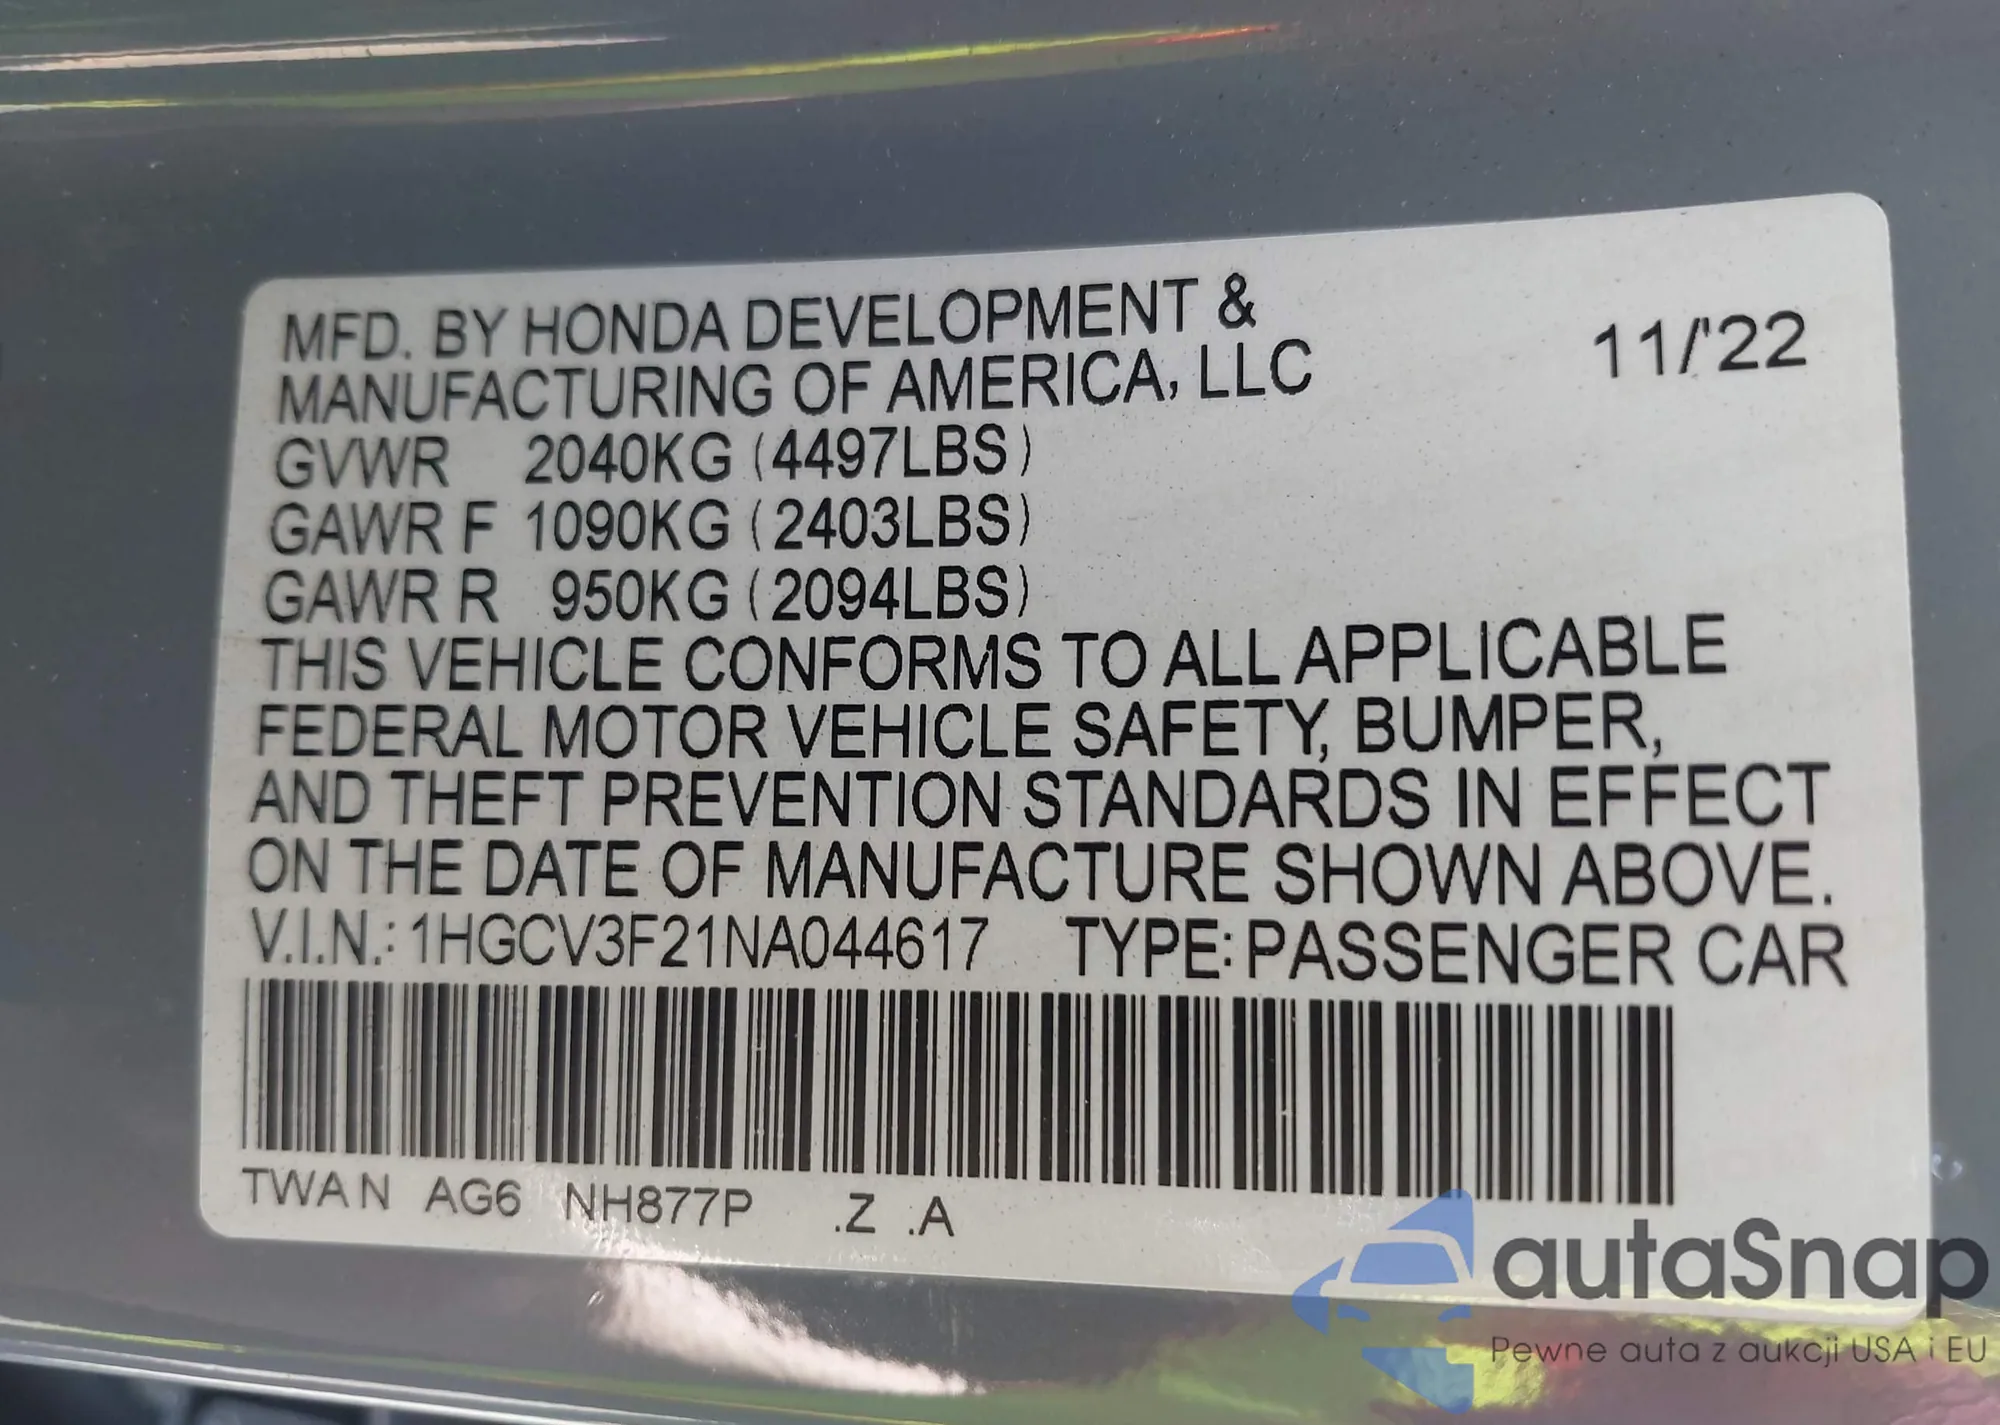 MFD. BY HONDA DEVELOPMENT &
MANUFACTURING OF AMERICA, LLC
11/'22
GVWR 2040KG (4497LBS)
GAWR F 1090KG (2403LBS)
GAWR R 950KG (2094LBS)
THIS VEHICLE CONFORMS TO ALL APPLICABLE
FEDERAL MOTOR VEHICLE SAFETY, BUMPER,
AND THEFT PREVENTION STANDARDS IN EFFECT
ON THE DATE OF MANUFACTURE SHOWN ABOVE.
V.I.N.: 1HGCV3F21NA044617 TYPE: PASSENGER CAR
TWAN AG6 NH877P .Z .A
autaSnap
Pewne auta z aukcji USA i EU